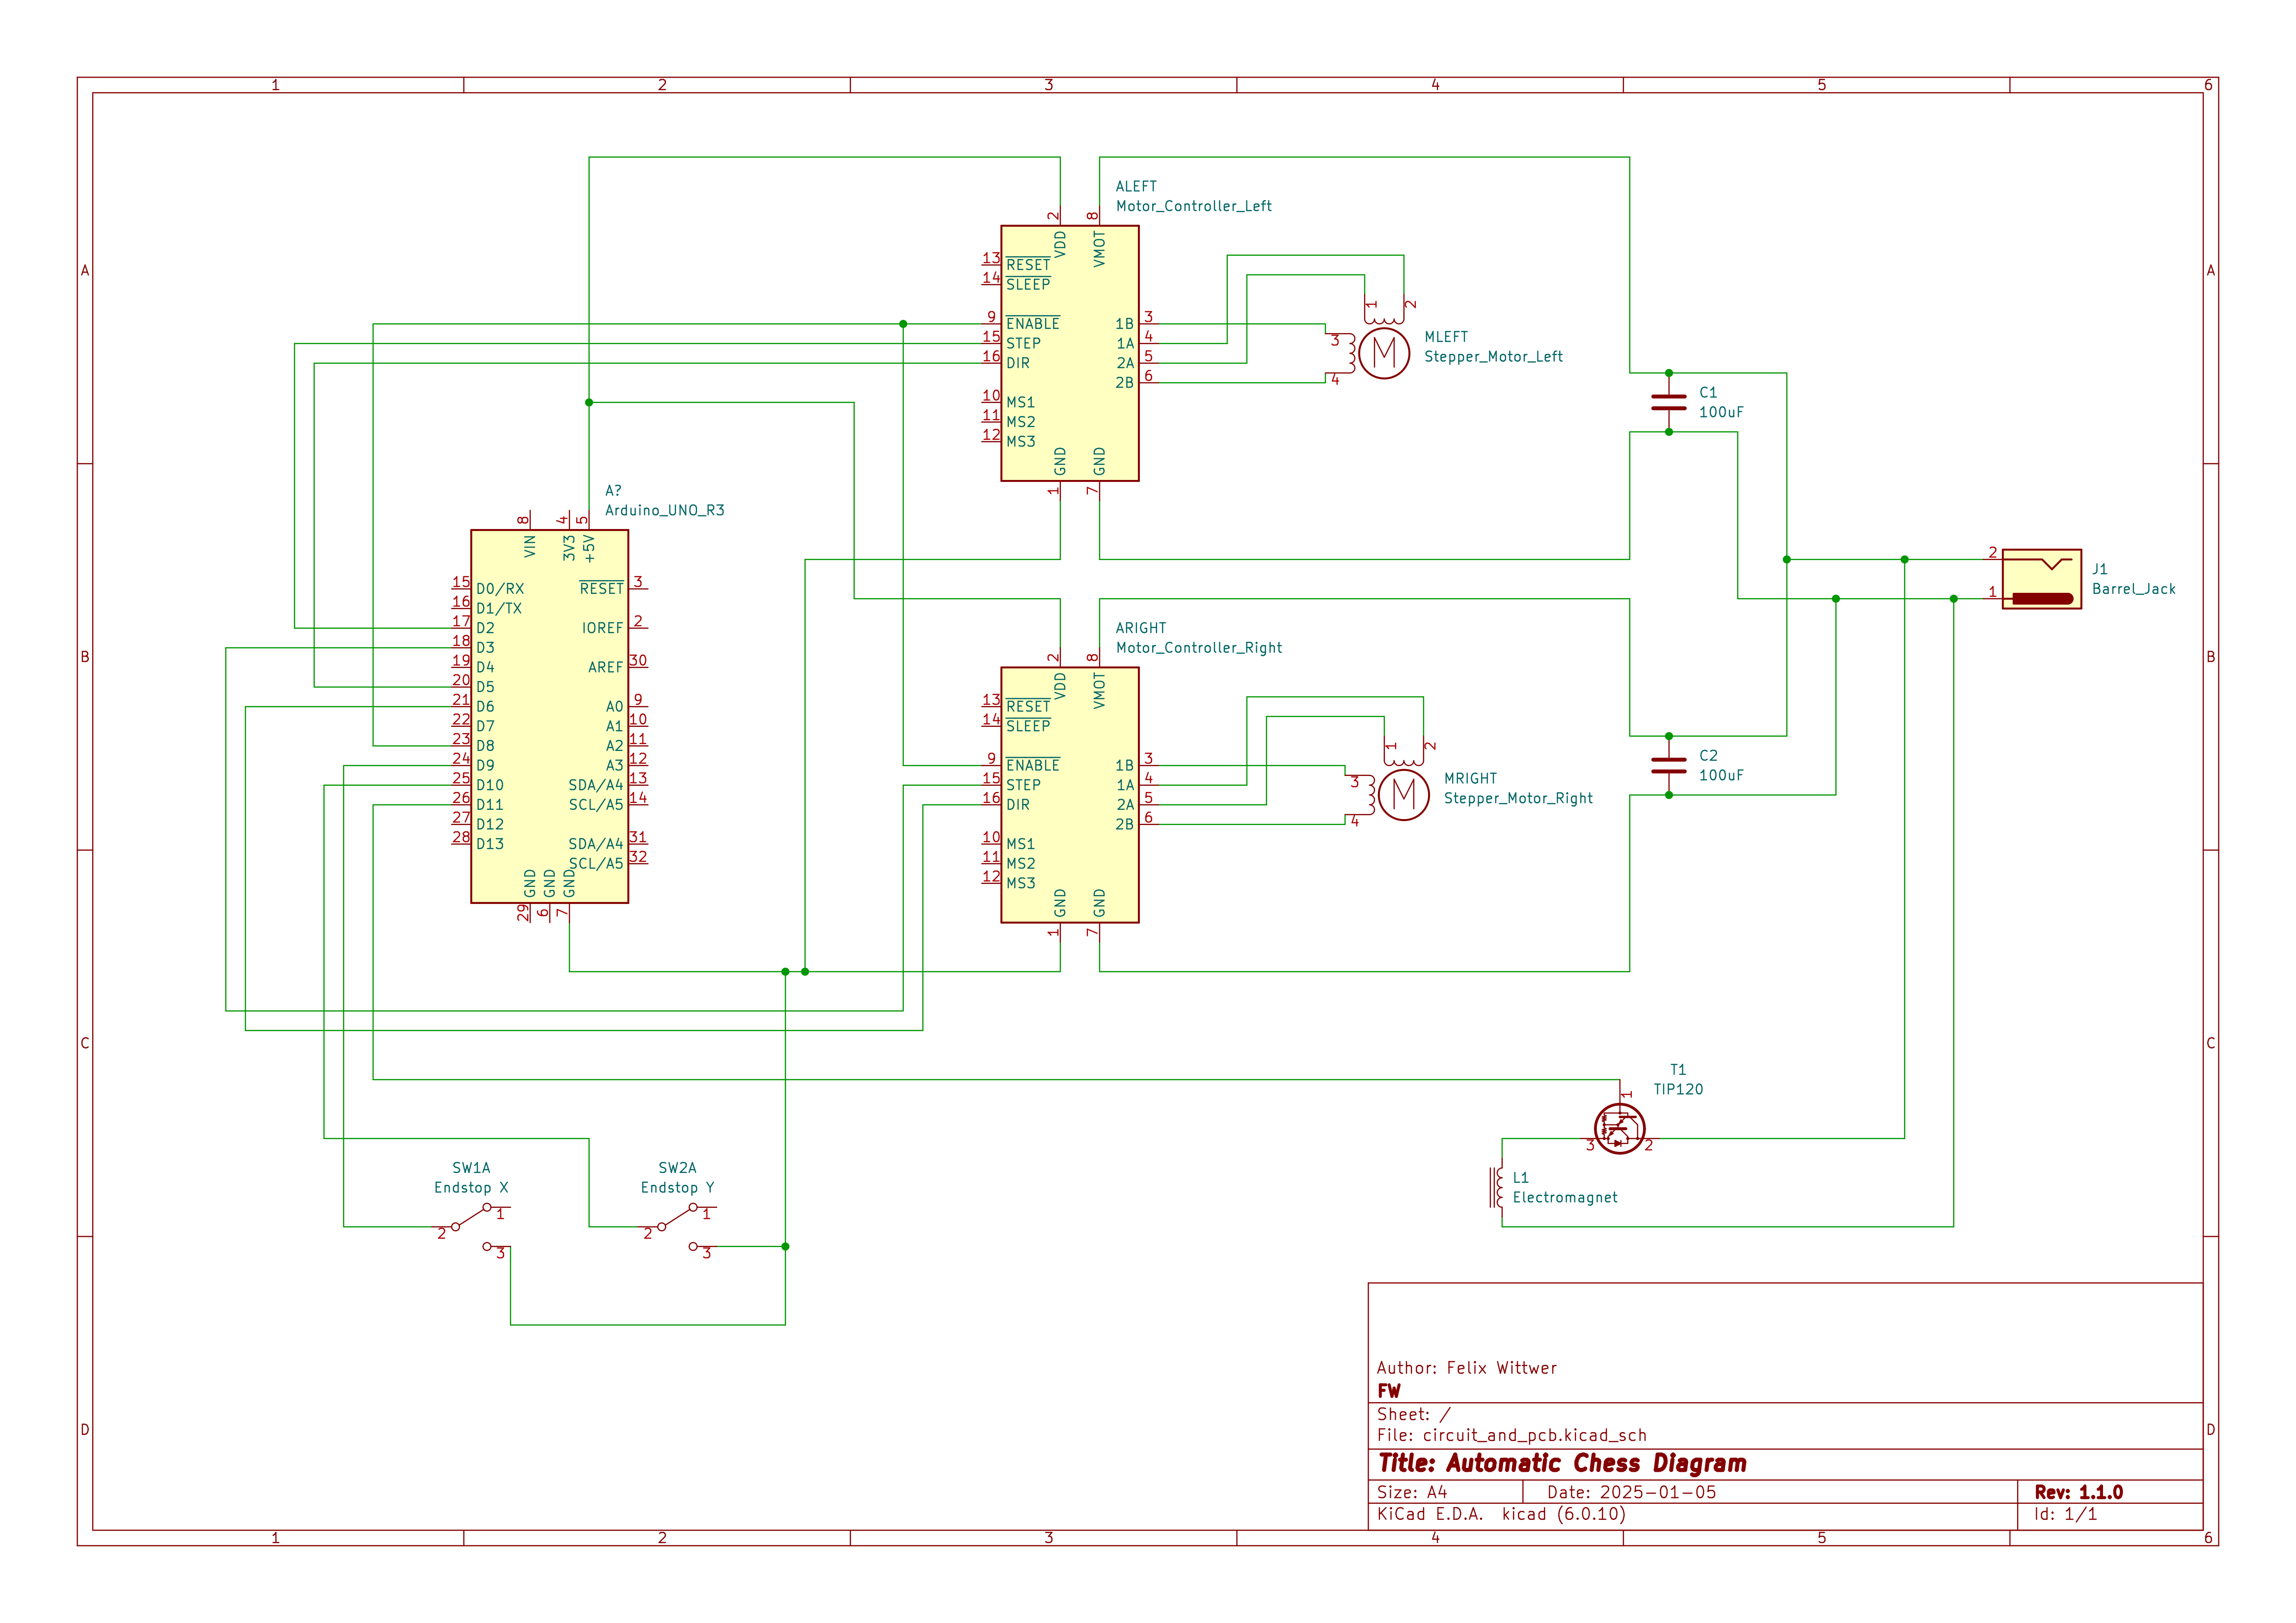 1 2 3 4 5 6
A
A
B
B
C
C
D
D
1 2 3 4 5 6
ALEFT
Motor_Controller_Left
2 VDD
8 VMOT
13 RESET
14 SLEEP
9 ENABLE
15 STEP
16 DIR
10 MS1
11 MS2
12 MS3
1B 3
1A 4
2A 5
2B 6
GND 1
GND 7
1 2
3
4
M
MLEFT
Stepper_Motor_Left
C1
100uF
A?
Arduino_UNO_R3
8 VIN
4 3V3
5 +5V
15 D0/RX
16 D1/TX
17 D2
18 D3
19 D4
20 D5
21 D6
22 D7
23 D8
24 D9
25 D10
26 D11
27 D12
28 D13
RESET 3
IOREF 2
AREF 30
A0 9
A1 10
A2 11
A3 12
SDA/A4 13
SCL/A5 14
SDA/A4 31
SCL/A5 32
GND 29
GND 6
GND 7
2
1
J1
Barrel_Jack
ARIGHT
Motor_Controller_Right
2 VDD
8 VMOT
13 RESET
14 SLEEP
9 ENABLE
15 STEP
16 DIR
10 MS1
11 MS2
12 MS3
1B 3
1A 4
2A 5
2B 6
GND 1
GND 7
1 2
3
4
M
MRIGHT
Stepper_Motor_Right
C2
100uF
T1
TIP120
1
3 2
L1
Electromagnet
SW1A
Endstop X
1
2
3
SW2A
Endstop Y
1
2
3
Author: Felix Wittwer
FW
Sheet: /
File: circuit_and_pcb.kicad_sch
Title: Automatic Chess Diagram
Size: A4 Date: 2025-01-05 Rev: 1.1.0
KiCad E.D.A. kicad (6.0.10) Id: 1/1